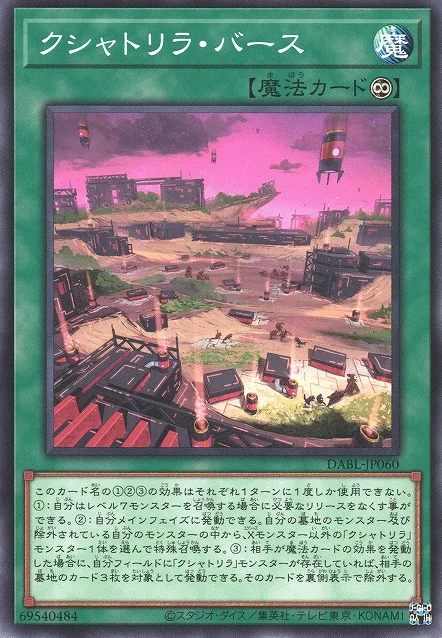 クシャトリラ・バース
魔
【魔法カード】
DABL-JP060
このカード名の①②③の効果はそれぞれ1ターンに1度しか使用できない。
①:自分はレベル7モンスターを召喚する場合に必要なリリースをなくす事が
できる。②:自分メインフェイズに発動できる。自分の墓地のモンスター及び
除外されている自分のモンスターの中から、Xモンスター以外の「クシャトリラ」
モンスター1体を選んで特殊召喚する。③:相手が魔法カードの効果を発動
した場合に、自分フィールドに「クシャトリラ」モンスターが存在していれば、相手の
墓地のカード3枚を対象として発動できる。そのカードを裏側表示で除外する。
69540484
©スタジオ・ダイス/集英社・テレビ東京・KONAMI